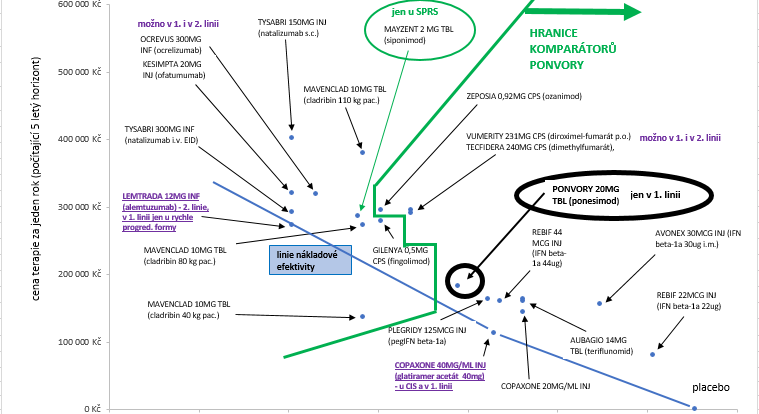 600 000 Kč
500 000 Kč
400 000 Kč
300 000 Kč
200 000 Kč
100 000 Kč
0 Kč
cena terapie za jeden rok (počítající 5 letý horizont)
možno v 1. i v 2. linii
OCREVUS 300MG
INF (ocrelizumab)
KESIMPTA 20MG
INJ (ofatumumab)
TYSABRI 150MG INJ
(natalizumab s.c.)
jen u SPRS
MAYZENT 2 MG TBL
(siponimod)
HRANICE
KOMPARÁTORŮ
PONVORY
MAVENCLAD 10MG TBL
(cladribin 110 kg pac.)
ZEPOSIA 0,92MG CPS (ozanimod)
TYSABRI 300MG INF
(natalizumab i.v. EID)
VUMERITY 231MG CPS (diroximel-fumarát p.o.)
TECFIDERA 240MG CPS (dimethylfumarát),
možno v 1. i v 2. linii
LEMTRADA 12MG INF
(alemtuzumab) - 2. linie,
v 1. linii jen u rychle
progred. formy
PONVORY 20MG
TBL (ponesimod)
jen v 1. linii
MAVENCLAD 10MG TBL
(cladribin 80 kg pac.)
linie nákladové
efektivity
GILENYA 0,5MG
CPS (fingolimod)
REBIF 44
MCG INJ
(IFN beta-
1a 44ug)
AVONEX 30MCG INJ (IFN
beta-1a 30ug i.m.)
MAVENCLAD 10MG TBL
(cladribin 40 kg pac.)
REBIF 22MCG INJ
(IFN beta-1a 22ug)
PLEGRIDY 125MCG INJ
(pegIFN beta-1a)
AUBAGIO 14MG
TBL (teriflunomid)
COPAXONE 40MG/ML INJ
(glatiramer acetát 40mg)
- u CIS a v 1. linii
COPAXONE 20MG/ML INJ
placebo